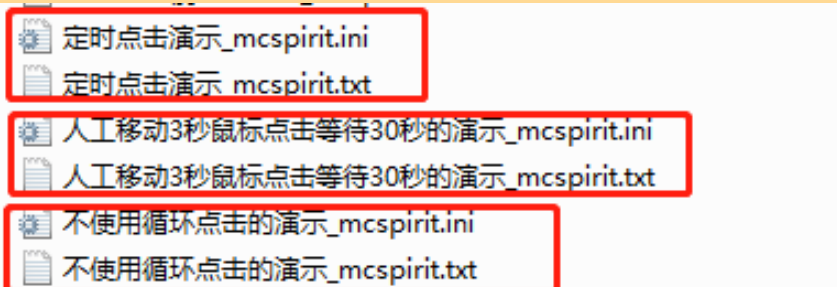 定时点击演示_mcspirit.ini
定时点击演示_mcspirit.txt
人工移动3秒鼠标点击等待30秒的演示_mcspirit.ini
人工移动3秒鼠标点击等待30秒的演示_mcspirit.txt
不使用循环点击的演示_mcspirit.ini
不使用循环点击的演示_mcspirit.txt